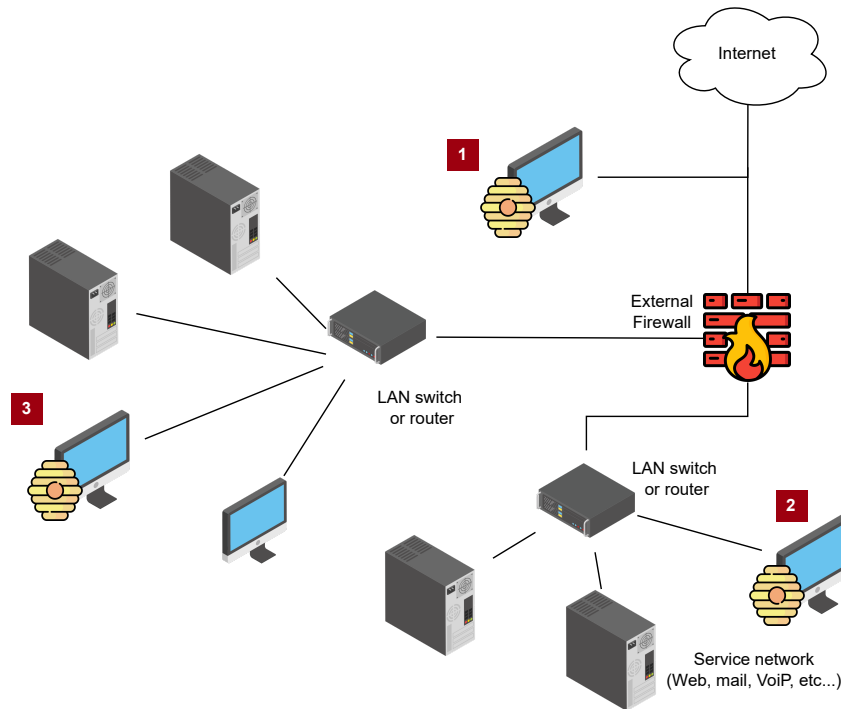 Internet
1
External
Firewall
LAN switch
or router
3
LAN switch
or router
2
Service network
(Web, mail, VoiP, etc...)